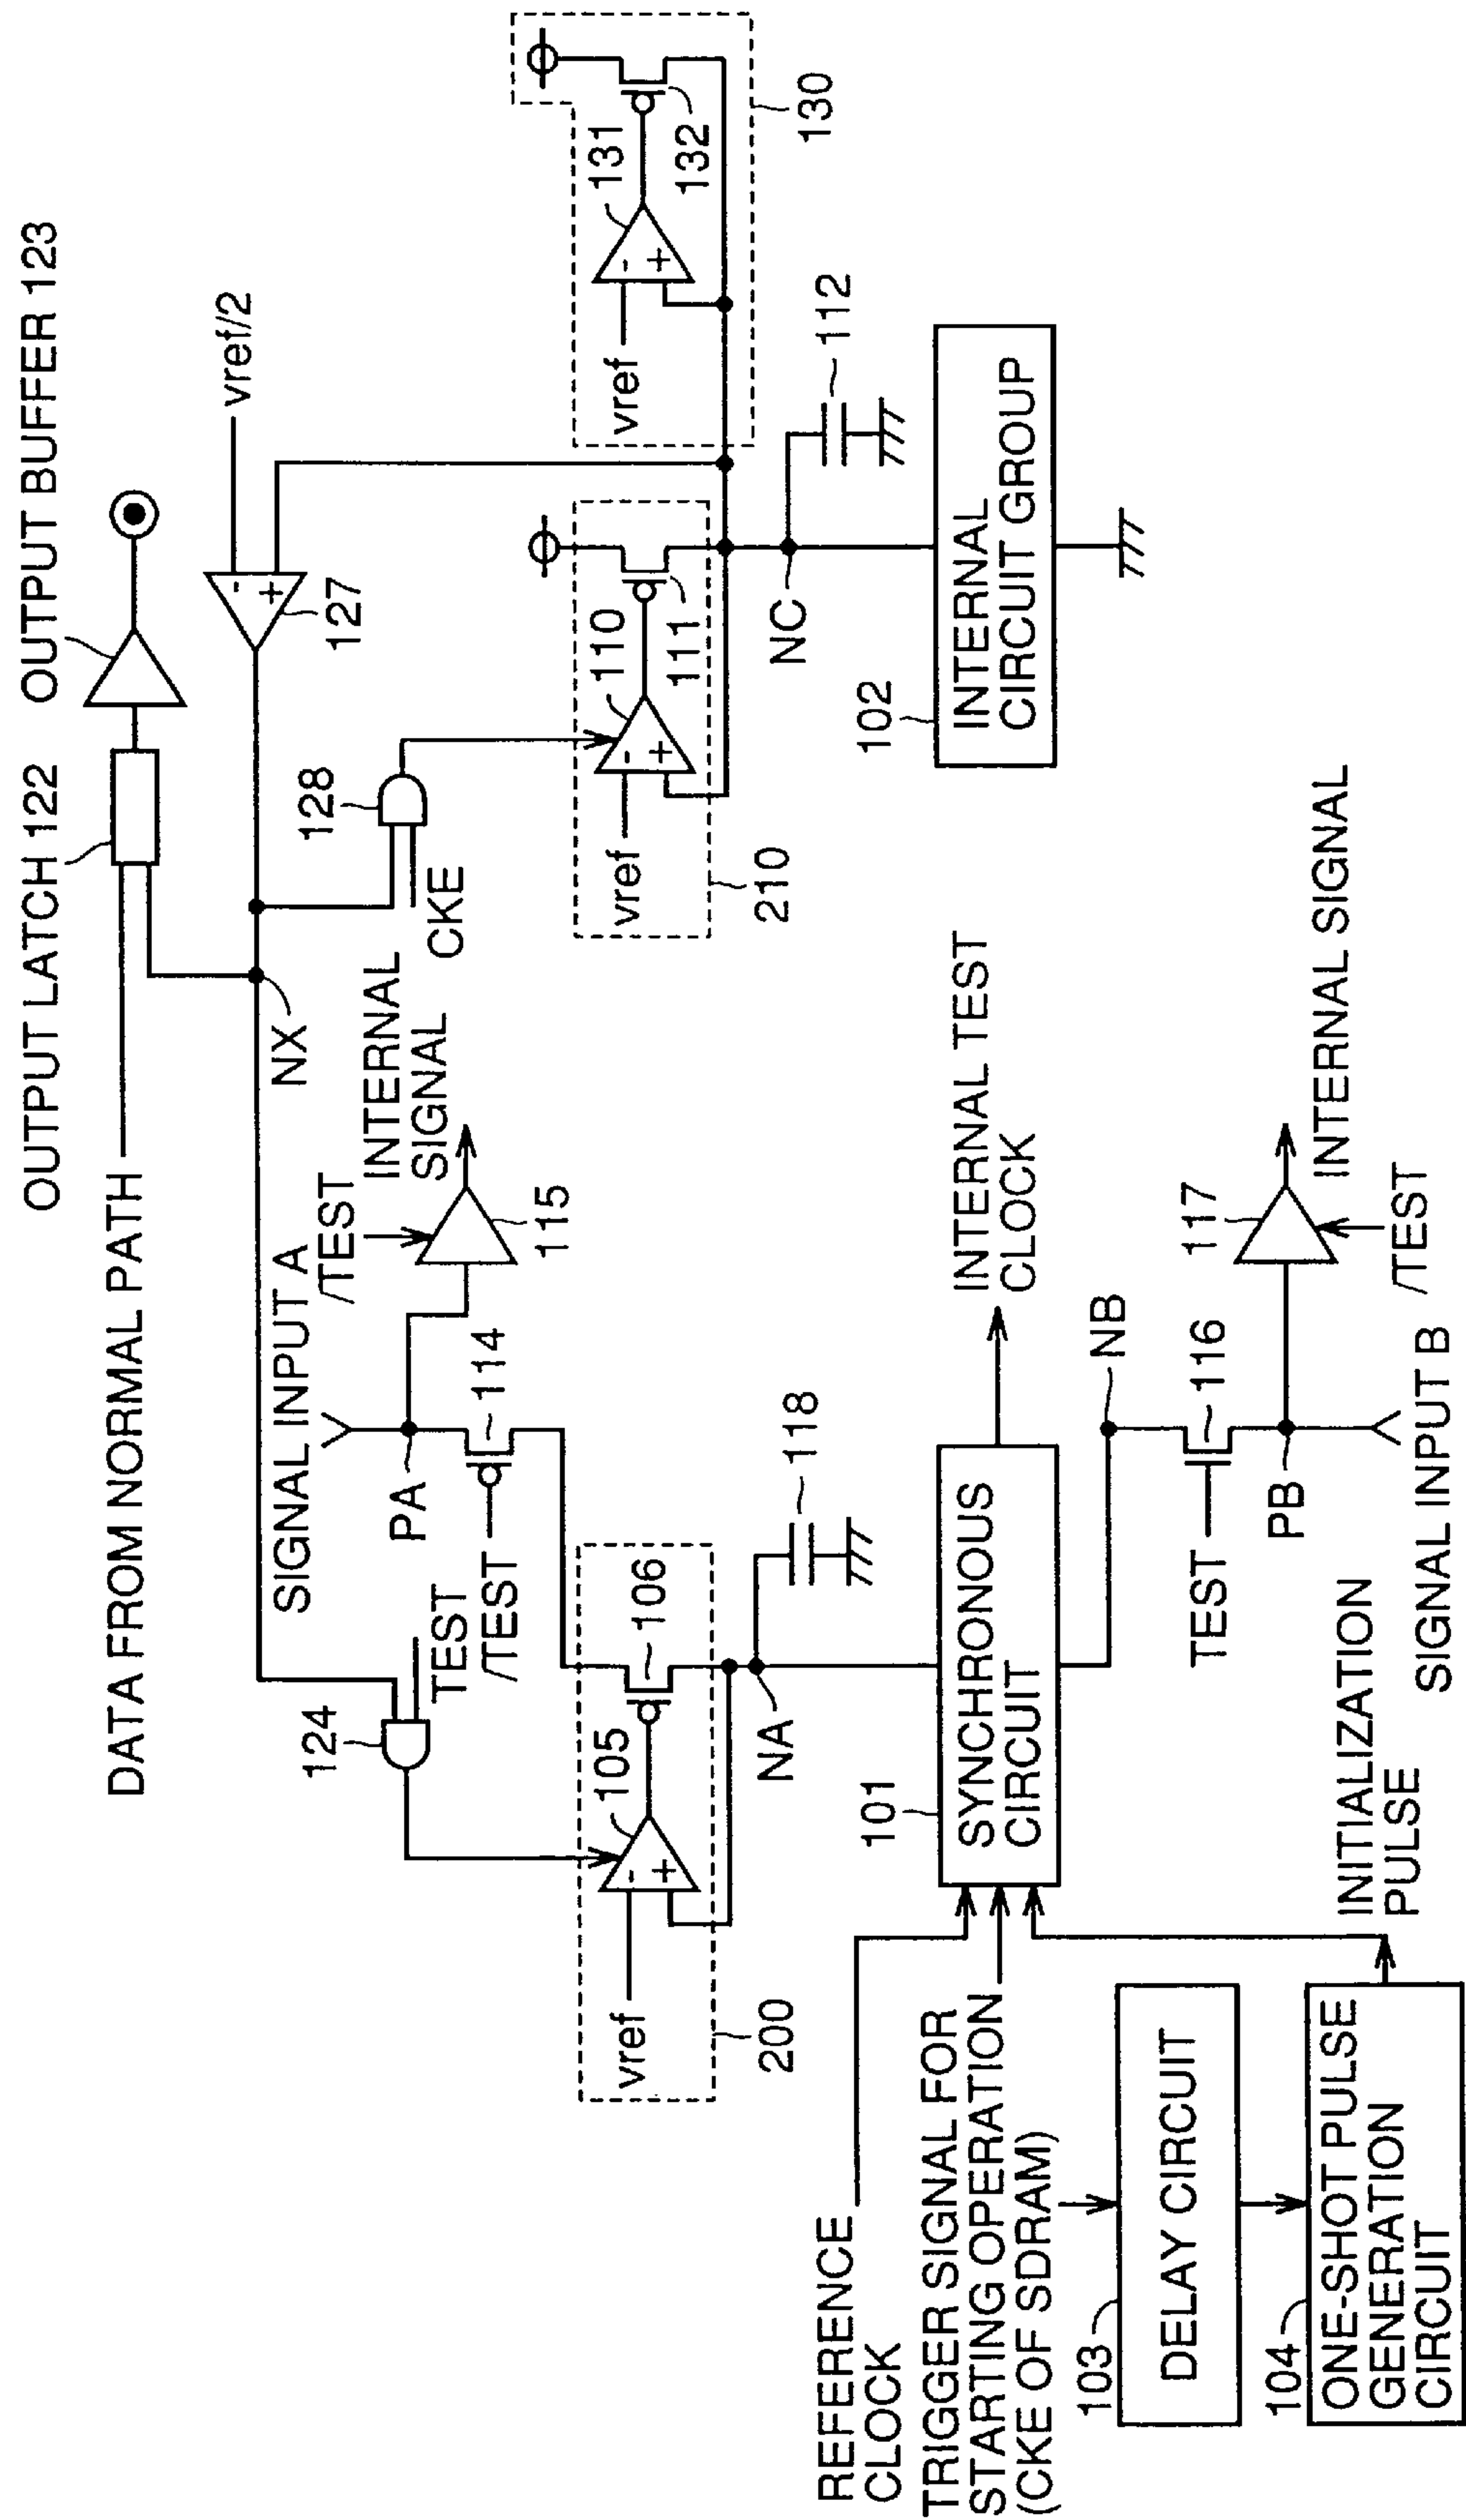 OUTPUT LATCH 122
OUTPUT BUFFER 123
DATA FROM NORMAL PATH
vref/2
-
+
127
NX
SIGNAL INPUT A
/TEST
INTERNAL
SIGNAL
115
PA
114
/TEST
124
TEST
128
CKE
105
106
vref
-
+
200
NA
118
110
111
vref
-
+
210
NC
112
131
132
vref
-
+
130
REFERENCE
CLOCK
TRIGGER SIGNAL FOR
STARTING OPERATION
(CKE OF SDRAM)
101
SYNCHRONOUS
CIRCUIT
INTERNAL TEST
CLOCK
102
INTERNAL
CIRCUIT GROUP
103
DELAY CIRCUIT
104
ONE-SHOT PULSE
GENERATION
CIRCUIT
INITIALIZATION
PULSE
NB
TEST
116
PB
SIGNAL INPUT B
117
/TEST
INTERNAL SIGNAL